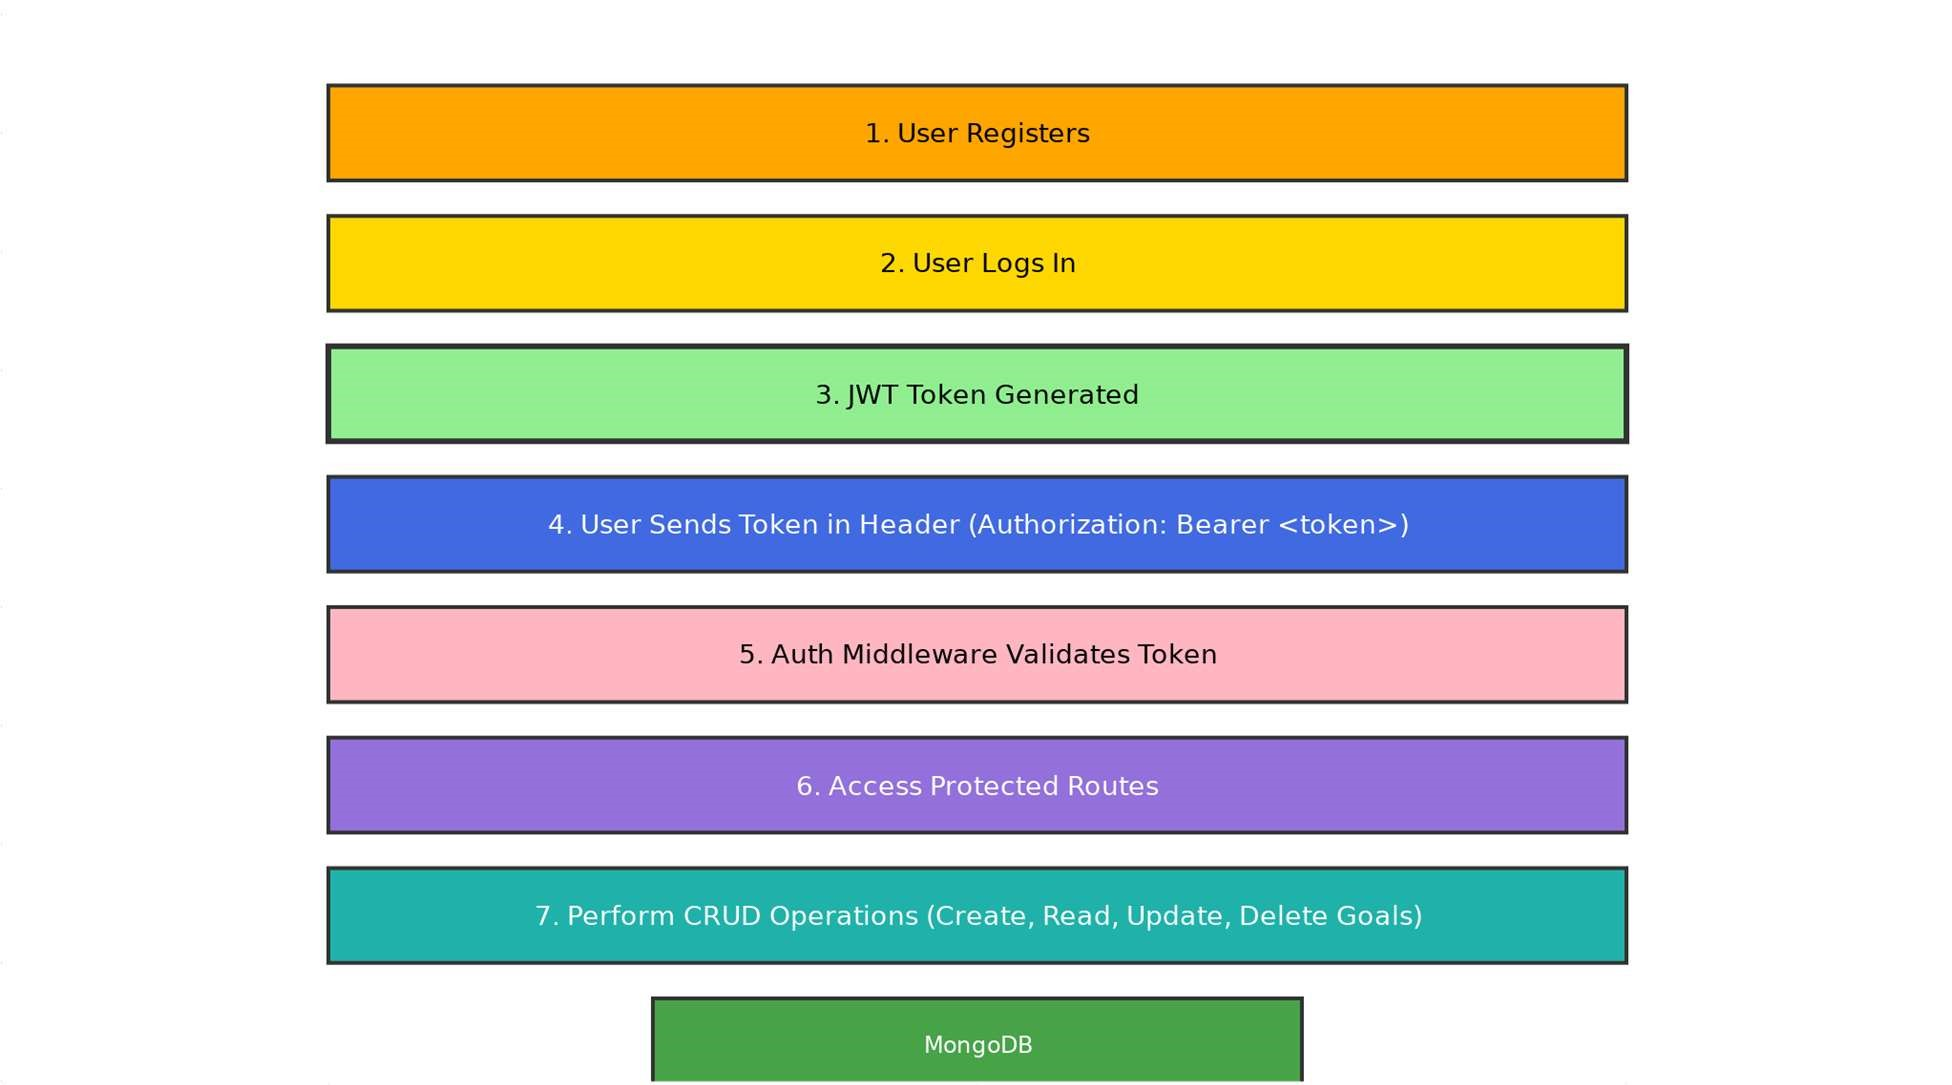 1. User Registers
2. User Logs In
3. JWT Token Generated
4. User Sends Token in Header (Authorization: Bearer <token>)
5. Auth Middleware Validates Token
6. Access Protected Routes
7. Perform CRUD Operations (Create, Read, Update, Delete Goals)
MongoDB